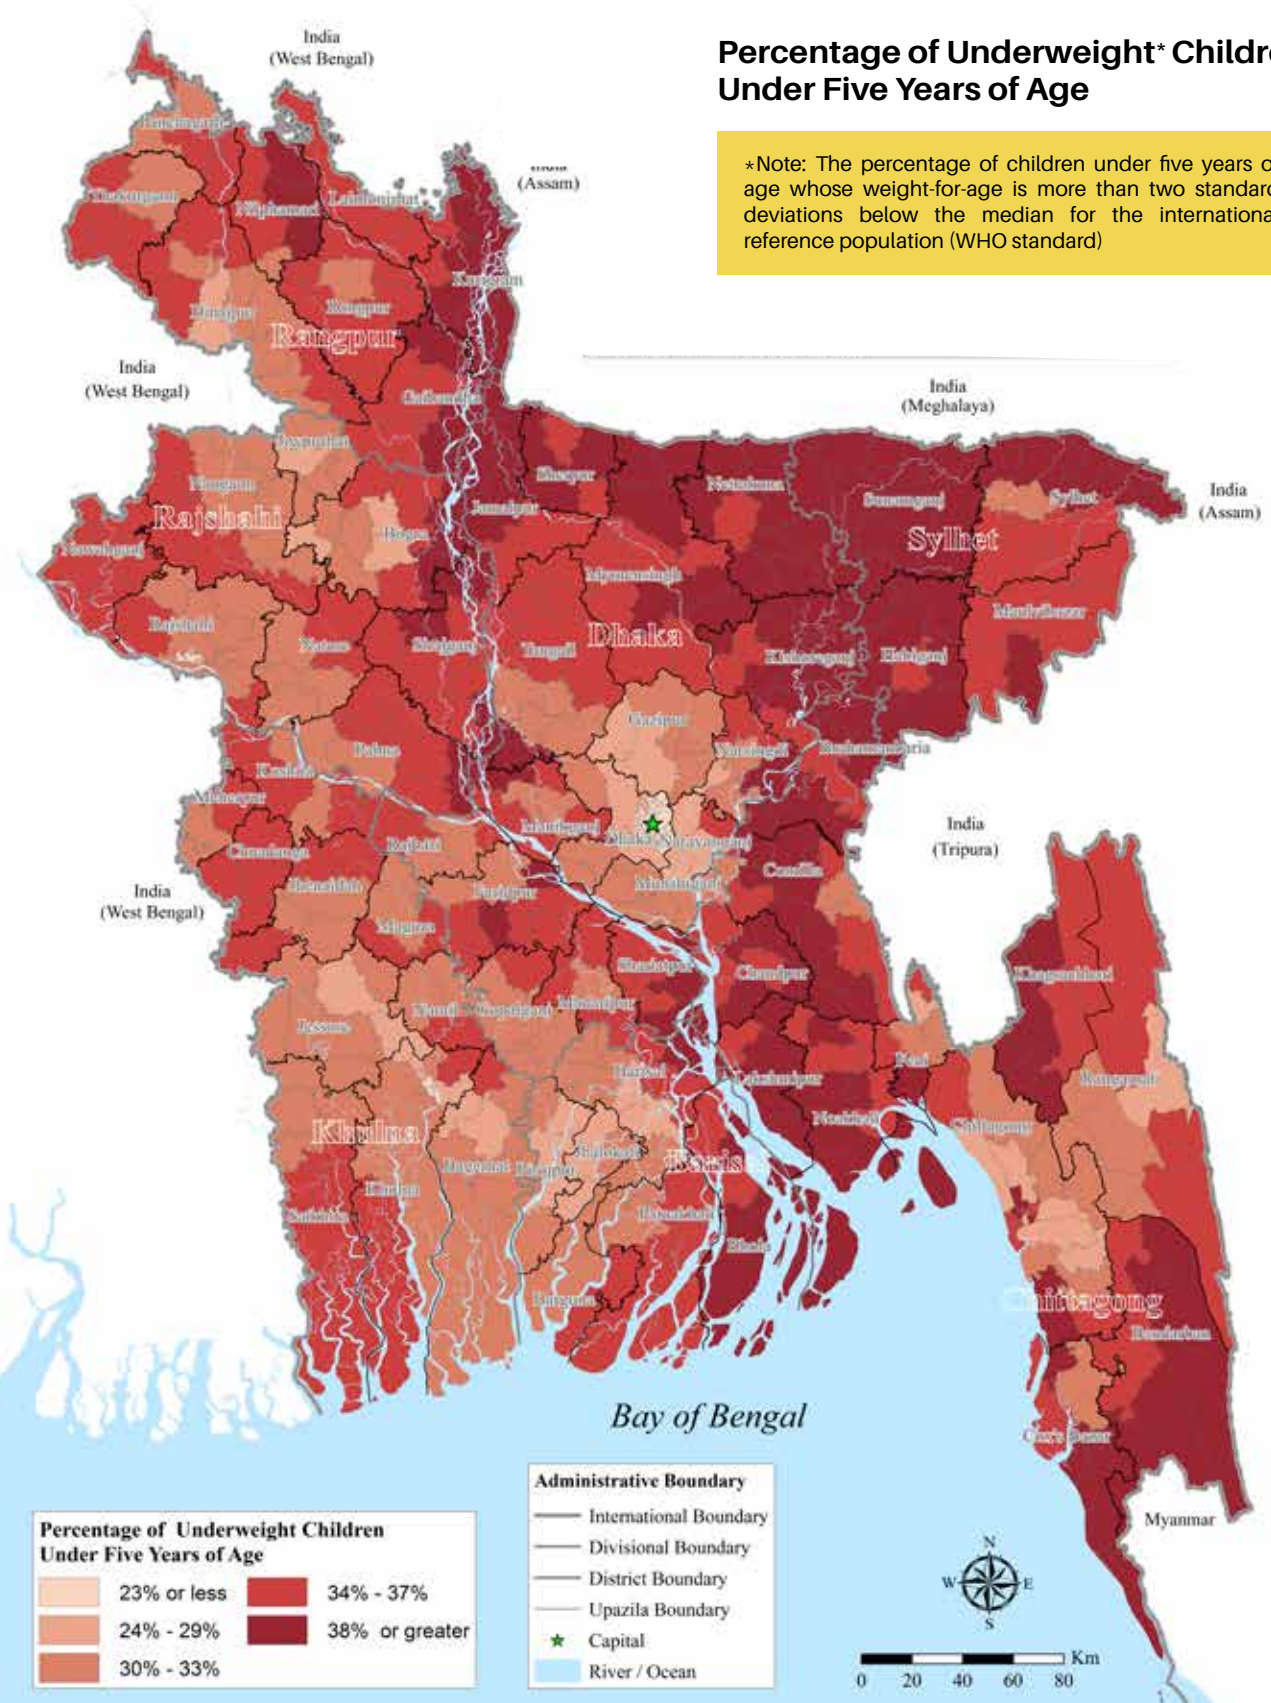 Percentage of Underweight* Childre
Under Five Years of Age
*Note: The percentage of children under five years o
age whose weight-for-age is more than two standard
deviations below the median for the internationa
reference population (WHO standard)
India
(West Bengal)
(Assam)
Panchagarh
Thakurgaon
Nilphamari
Lalmonirhat
Kurigram
Dinajpur
Rangpur
Rangpur
India
(West Bengal)
Gaibandha
India
(Meghalaya)
Joypurhat
Naogaon
Sherpur
Netrakona
Sunamganj
Sylhet
India
(Assam)
Rajshahi
Bogra
Jamalpur
Sylhet
Nawabganj
Mymensingh
Maulvibazar
Rajshahi
Natore
Sirajganj
Tangail
Dhaka
Kishoreganj
Habiganj
Gazipur
Pabna
Narsingdi
Brahamanbaria
Kushtia
Meherpur
Manikganj
Dhaka
Narayanganj
India
(Tripura)
Chuadanga
Rajbari
Comilla
India
(West Bengal)
Jhenaidah
Faridpur
Munshiganj
Magura
Shariatpur
Chandpur
Khagrachhari
Jessore
Narail
Gopalganj
Madaripur
Feni
Barisal
Lakshmipur
Rangamati
Khulna
Noakhali
Chittagong
Bagerhat
Pirojpur
Jhalokati
Barisal
Khulna
Satkhira
Patuakhali
Bhola
Barguna
Chittagong
Bandarban
Bay of Bengal
Cox's Bazar
Myanmar
Percentage of Underweight Children
Under Five Years of Age
23% or less
34% - 37%
24% - 29%
38% or greater
30% - 33%
Administrative Boundary
International Boundary
Divisional Boundary
District Boundary
Upazila Boundary
Capital
River / Ocean
N
W
E
S
Km
0 20 40 60 80